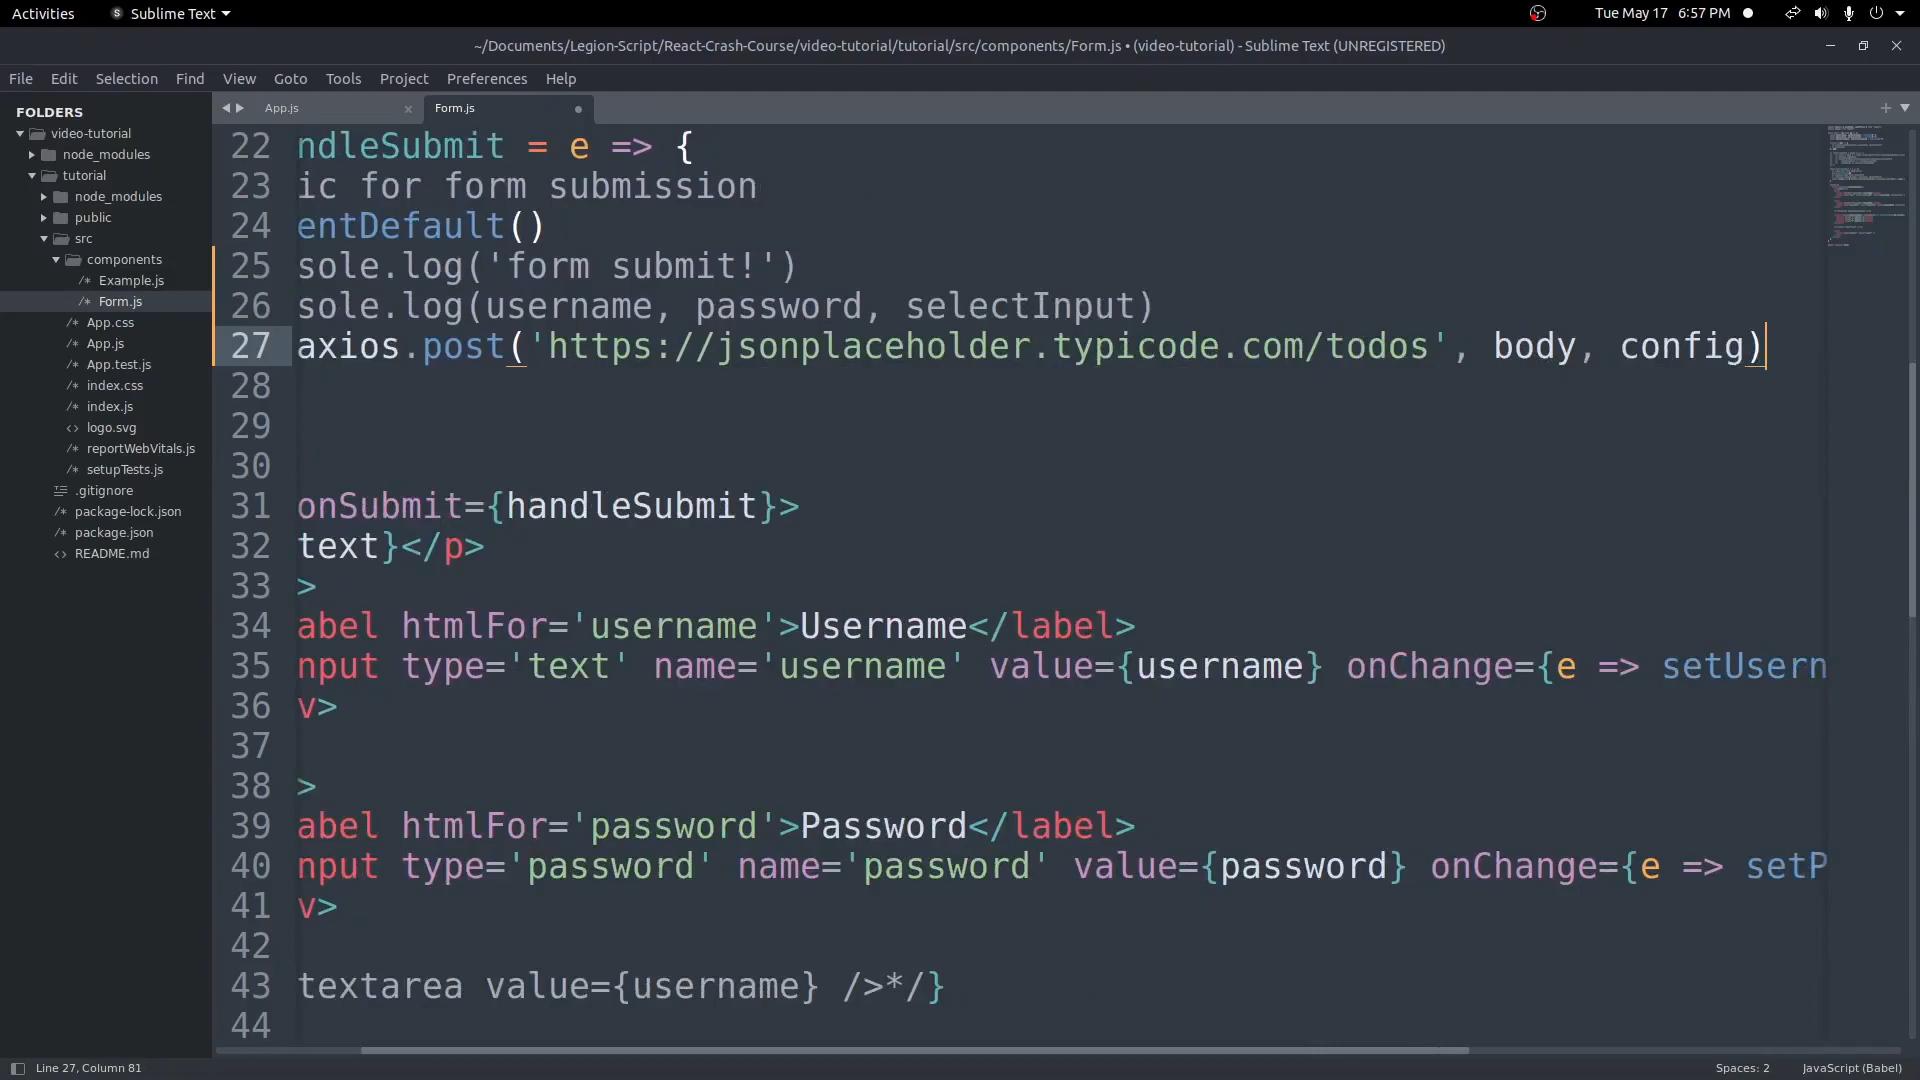 Activities Sublime Text Tue May 17 6:57 PM
~/Documents/Legion-Script/React-Crash-Course/video-tutorial/tutorial/src/components/Form.js • (video-tutorial) - Sublime Text (UNREGISTERED)
File Edit Selection Find View Goto Tools Project Preferences Help
FOLDERS
video-tutorial
node_modules
tutorial
node_modules
public
src
components
/* Example.js
/* Form.js
/* App.css
/* App.js
/* App.test.js
/* index.css
/* index.js
<> logo.svg
/* reportWebVitals.js
/* setupTests.js
.gitignore
/* package-lock.json
/* package.json
<> README.md
App.js × Form.js
22 ndleSubmit = e => {
23 ic for form submission
24 entDefault()
25 sole.log('form submit!')
26 sole.log(username, password, selectInput)
27 axios.post('https://jsonplaceholder.typicode.com/todos', body, config)
28
29
30
31 onSubmit={handleSubmit}>
32 text}</p>
33 >
34 abel htmlFor='username'>Username</label>
35 nput type='text' name='username' value={username} onChange={e => setUsern
36 v>
37
38 >
39 abel htmlFor='password'>Password</label>
40 nput type='password' name='password' value={password} onChange={e => setP
41 v>
42
43 textarea value={username} />*/}
44
Line 27, Column 81 Spaces: 2 JavaScript (Babel)